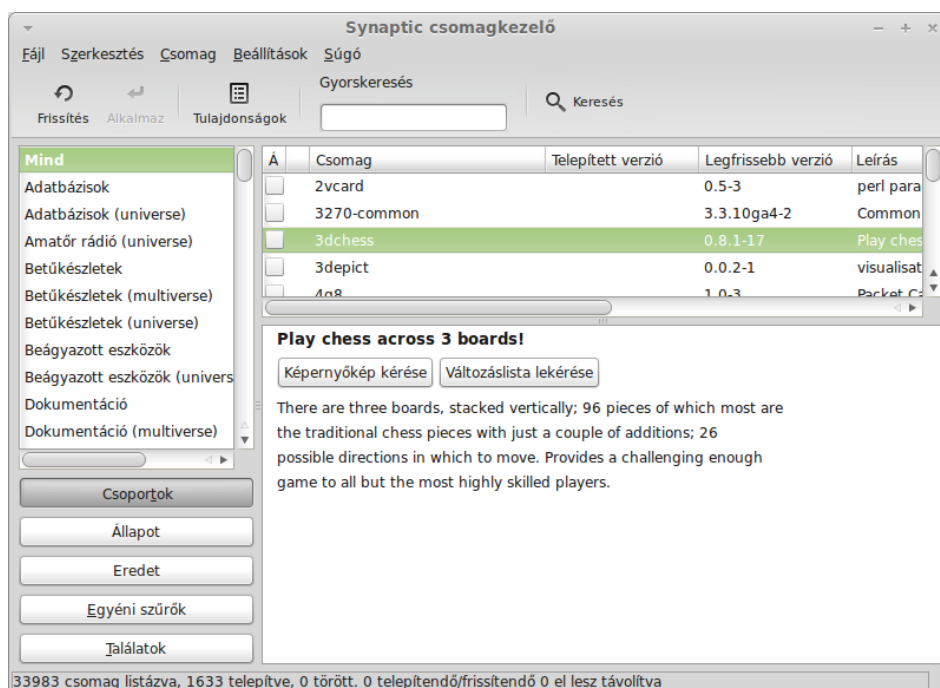 Synaptic csomagkezelő
Fájl Szerkesztés Csomag Beállítások Súgó
Frissítés Alkalmaz Tulajdonságok Gyorskeresés Keresés
Mind
Adatbázisok
Adatbázisok (universe)
Amatőr rádió (universe)
Betűkészletek
Betűkészletek (multiverse)
Betűkészletek (universe)
Beágyazott eszközök
Beágyazott eszközök (univers
Dokumentáció
Dokumentáció (multiverse)
Csoportok
Állapot
Eredet
Egyéni szűrők
Találatok
Á Csomag Telepített verzió Legfrissebb verzió Leírás
2vcard 0.5-3 perl para
3270-common 3.3.10ga4-2 Common
3dchess 0.8.1-17 Play ches
3depict 0.0.2-1 visualisat
4g8 1.0-3 Packet Ca
Play chess across 3 boards!
Képernyőkép kérése Változáslista lekérése
There are three boards, stacked vertically; 96 pieces of which most are
the traditional chess pieces with just a couple of additions; 26
possible directions in which to move. Provides a challenging enough
game to all but the most highly skilled players.
33983 csomag listázva, 1633 telepítve, 0 törött. 0 telepítendő/frissítendő 0 el lesz távolítva